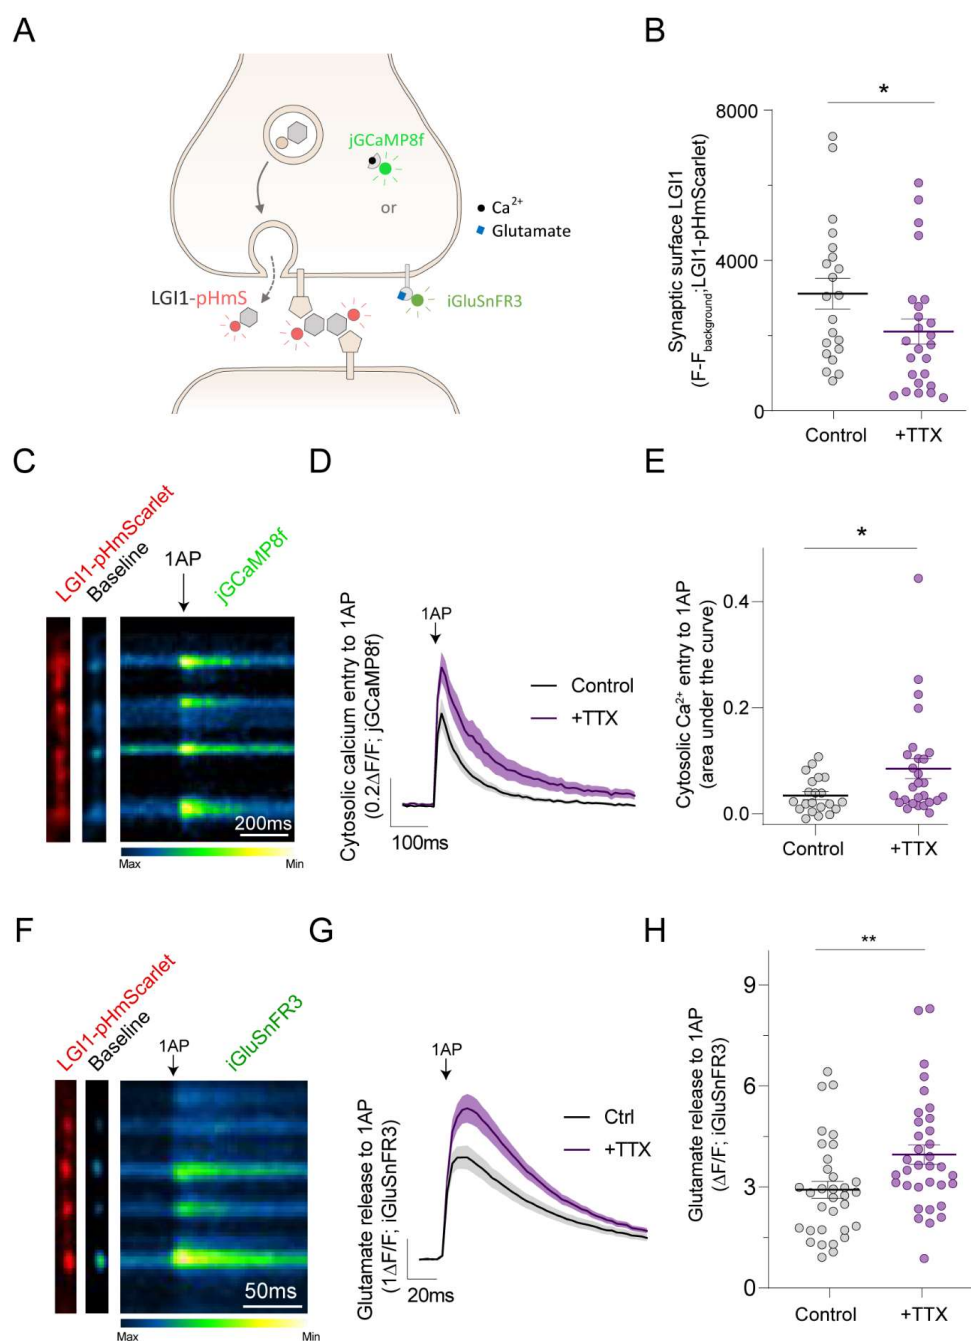 A
jGCaMP8f
or
Ca2+
Glutamate
LGI1-pHmS
iGluSnFR3
B
*
Synaptic surface LGI1
(F-Fbackground;LGI1-pHmScarlet)
8000
4000
0
Control
+TTX
C
LGI1-pHmScarlet
Baseline
1AP
jGCaMP8f
200ms
Max
Min
D
Cytosolic calcium entry to 1AP
(0.2ΔF/F; jGCaMP8f)
1AP
Control
+TTX
100ms
E
*
Cytosolic Ca2+ entry to 1AP
(area under the curve)
0.4
0.2
0.0
Control
+TTX
F
LGI1-pHmScarlet
Baseline
1AP
iGluSnFR3
50ms
Max
Min
G
Glutamate release to 1AP
(1ΔF/F; iGluSnFR3)
1AP
Ctrl
+TTX
20ms
H
**
Glutamate release to 1AP
(ΔF/F; iGluSnFR3)
9
6
3
0
Control
+TTX